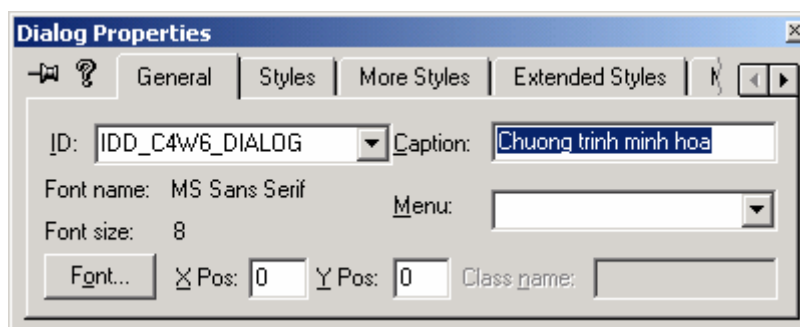 Dialog Properties
General Styles More Styles Extended Styles
ID: IDD_C4W6_DIALOG Caption: Chuong trinh minh hoa
Font name: MS Sans Serif Menu:
Font size: 8
Font... X Pos: 0 Y Pos: 0 Class name: